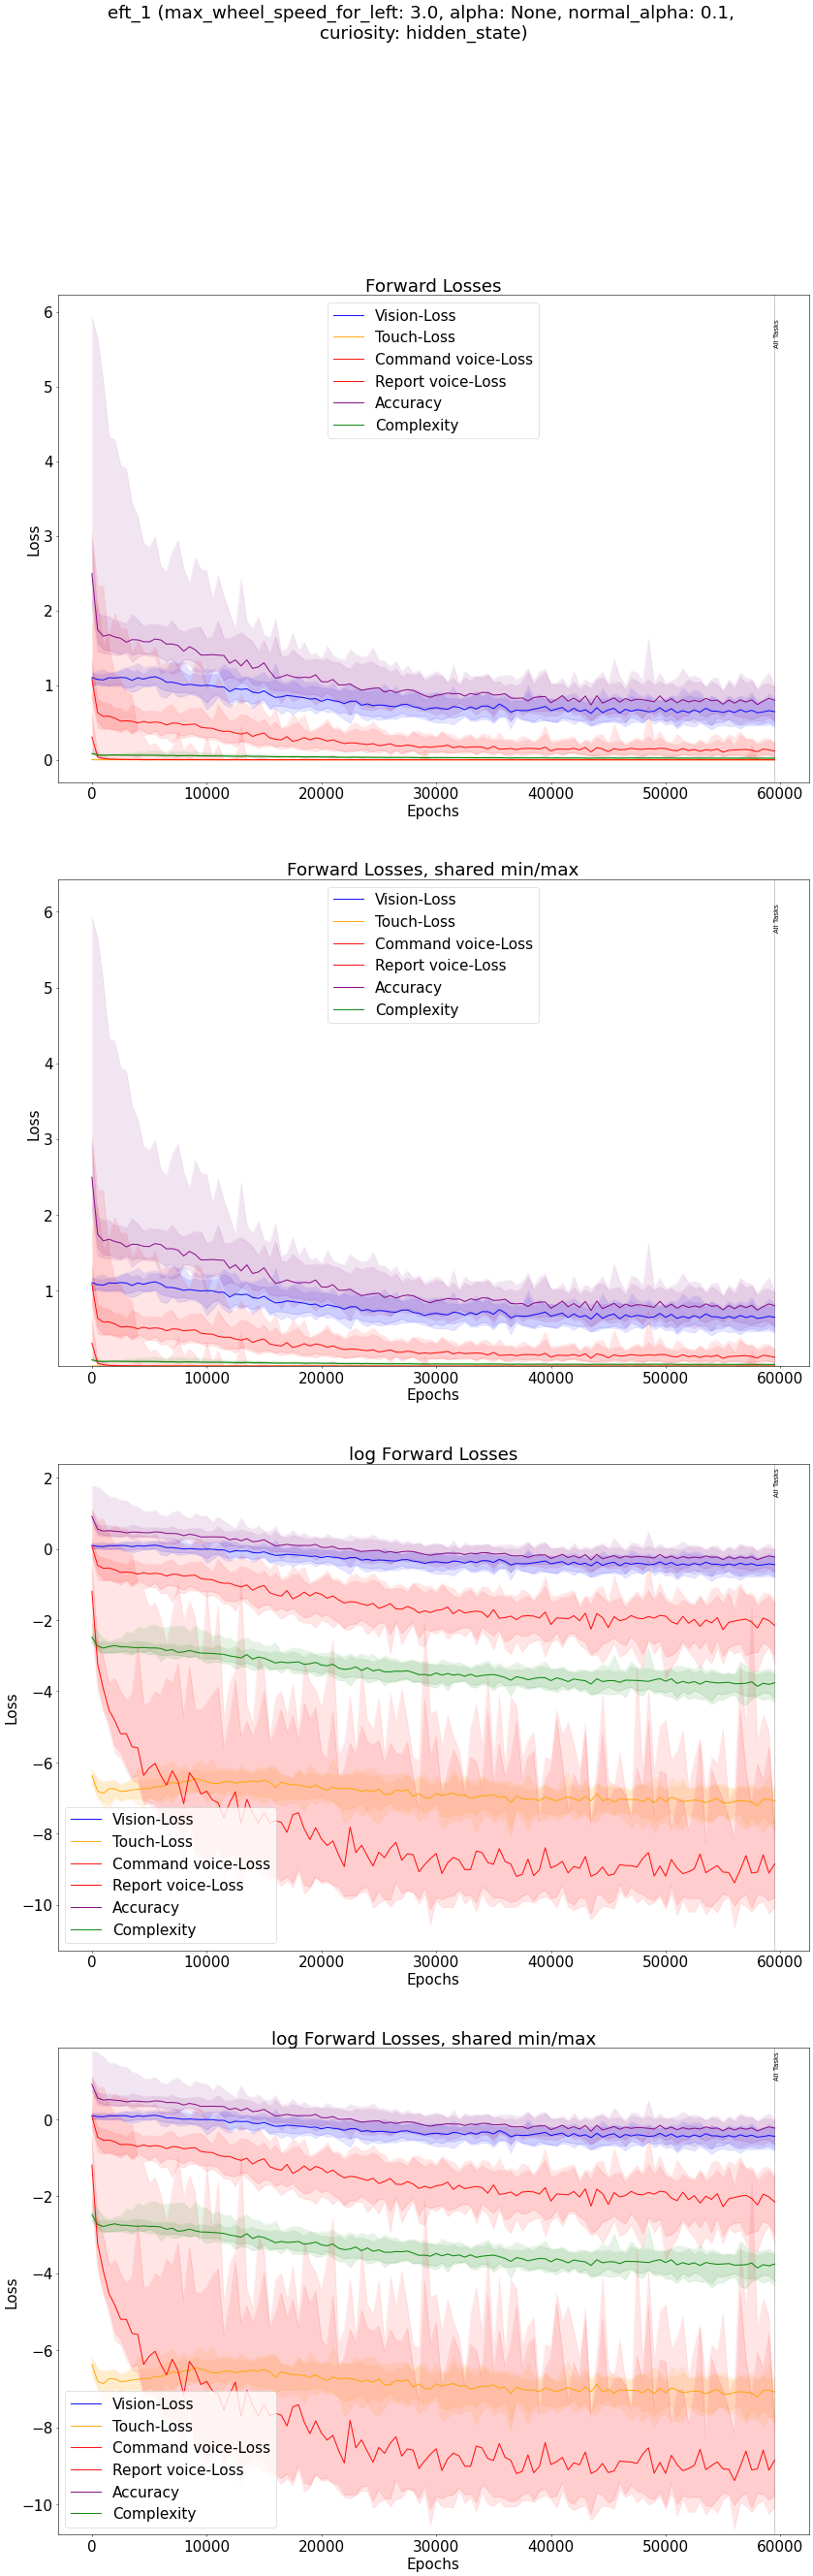 eft_1 (max_wheel_speed_for_left: 3.0, alpha: None, normal_alpha: 0.1,
curiosity: hidden_state)
Forward Losses
Vision-Loss
Touch-Loss
Command voice-Loss
Report voice-Loss
Accuracy
Complexity
All Tasks
6
5
4
3
2
1
0
Loss
0
10000
20000
30000
40000
50000
60000
Epochs
Forward Losses, shared min/max
Vision-Loss
Touch-Loss
Command voice-Loss
Report voice-Loss
Accuracy
Complexity
All Tasks
6
5
4
3
2
1
Loss
0
10000
20000
30000
40000
50000
60000
Epochs
log Forward Losses
All Tasks
2
0
−2
−4
−6
−8
−10
Loss
Vision-Loss
Touch-Loss
Command voice-Loss
Report voice-Loss
Accuracy
Complexity
0
10000
20000
30000
40000
50000
60000
Epochs
log Forward Losses, shared min/max
All Tasks
0
−2
−4
−6
−8
−10
Loss
Vision-Loss
Touch-Loss
Command voice-Loss
Report voice-Loss
Accuracy
Complexity
0
10000
20000
30000
40000
50000
60000
Epochs